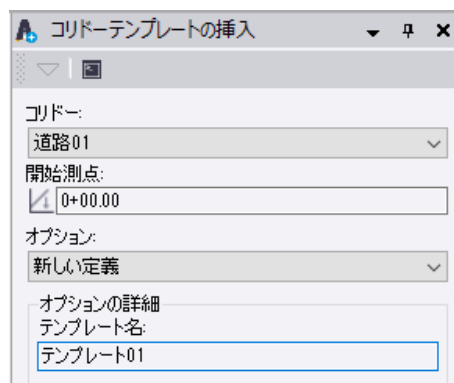 コリドーテンプレートの挿入
コリドー:
道路01
開始測点:
0+00.00
オプション:
新しい定義
オプションの詳細
テンプレート名:
テンプレート01